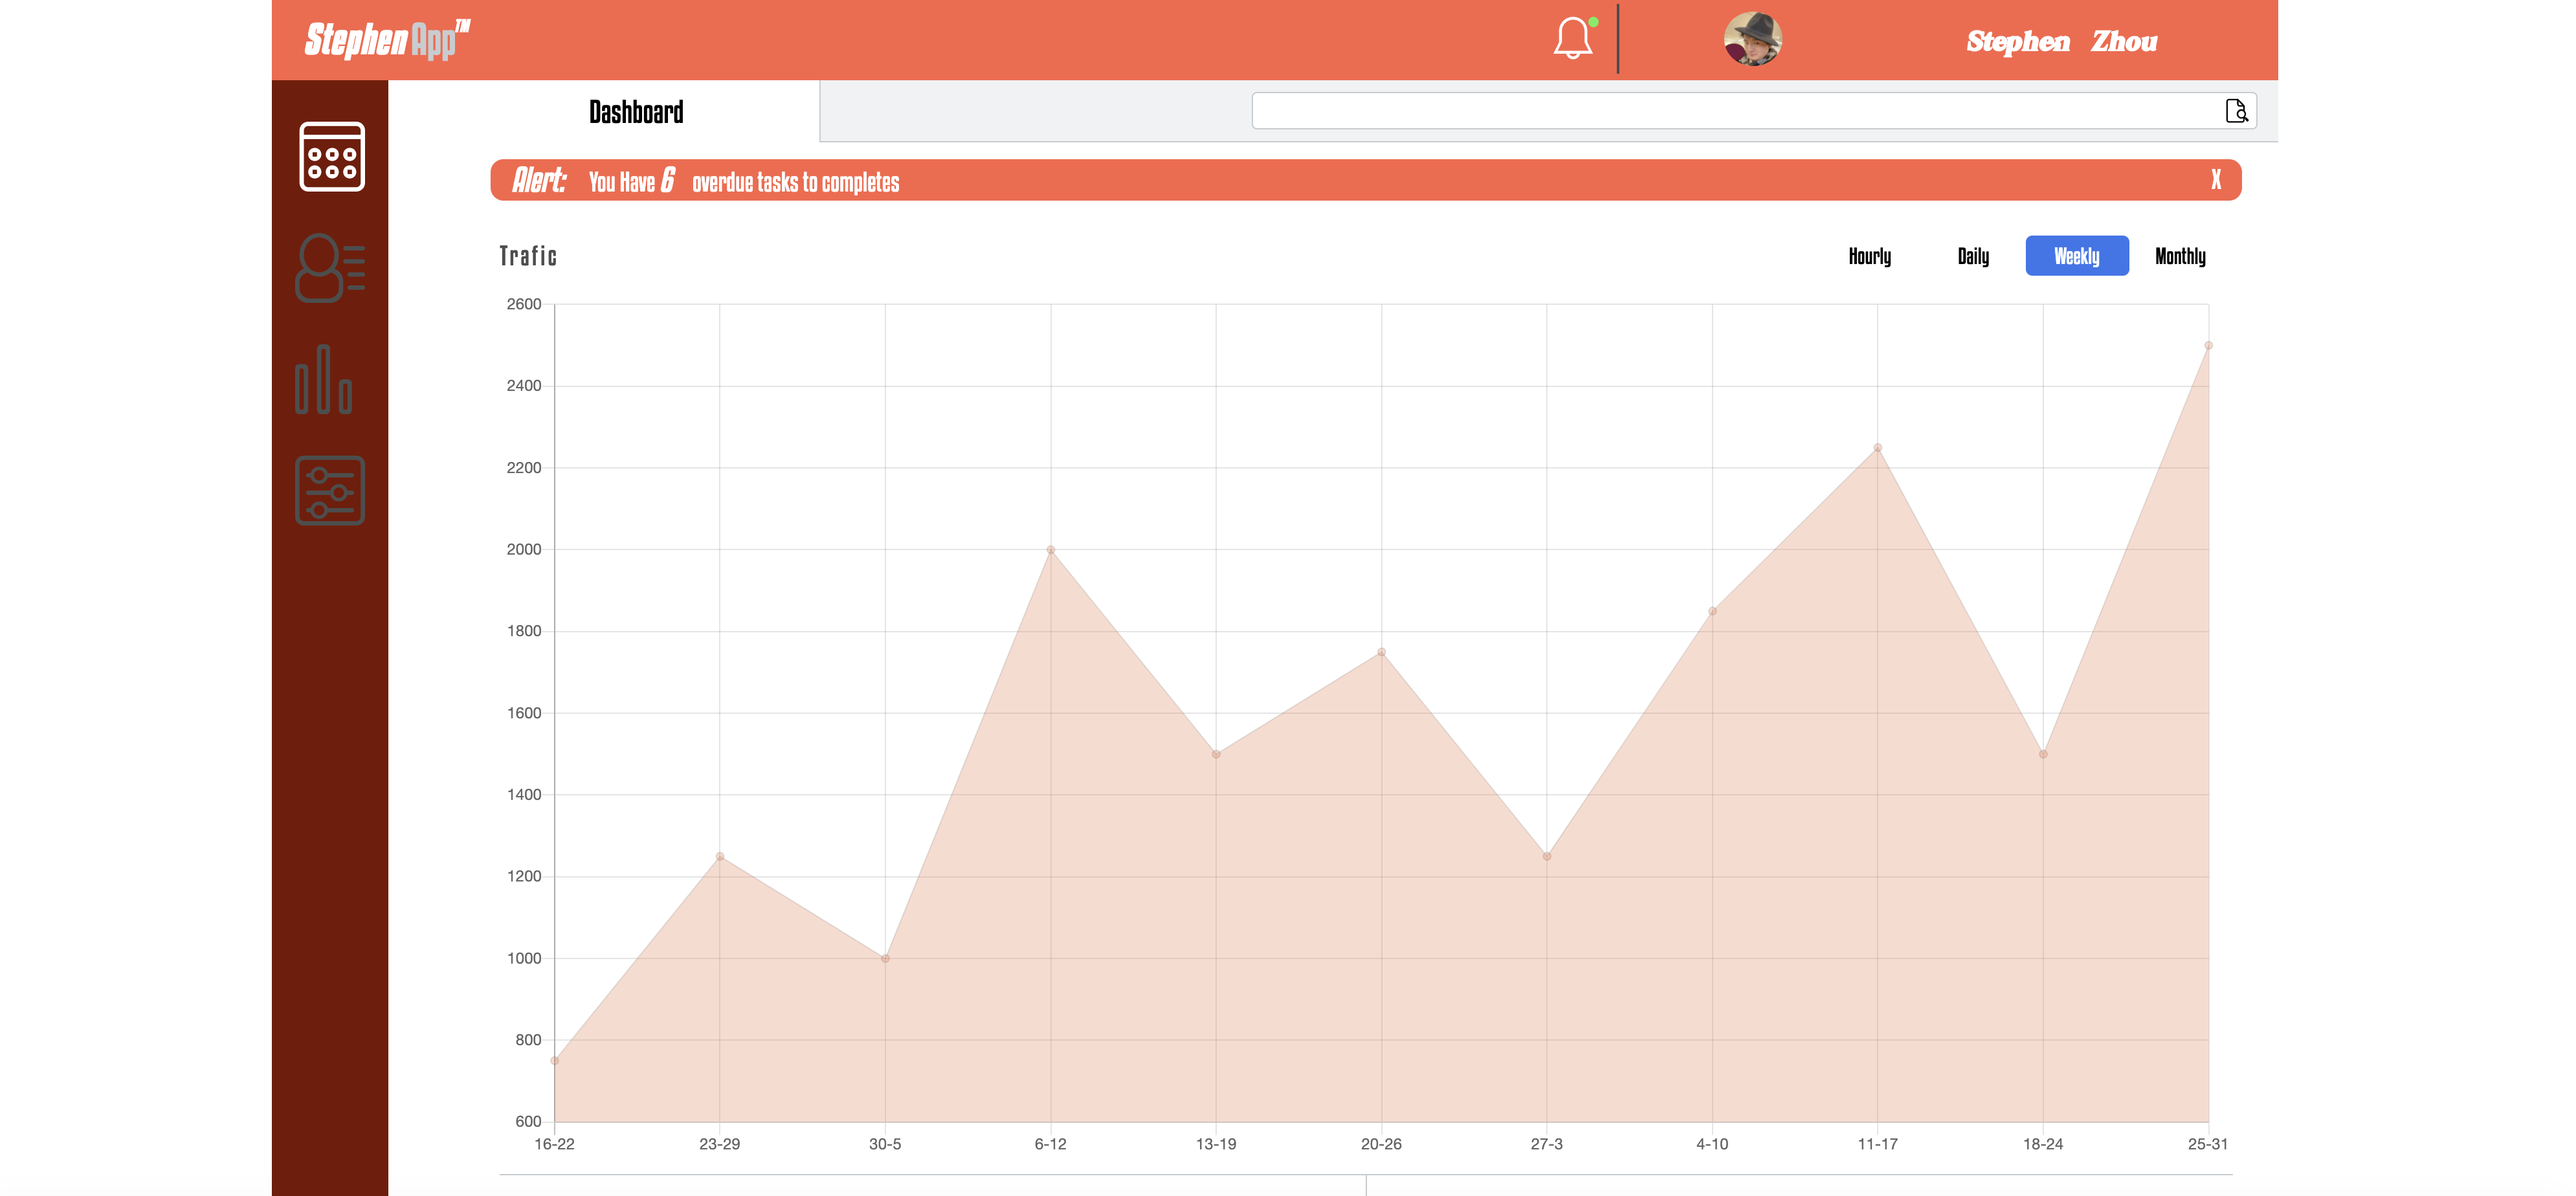 StephenApp™
Stephen Zhou
Dashboard
Alert: You Have 6 overdue tasks to completes X
Trafic
Hourly Daily Weekly Monthly
2600
2400
2200
2000
1800
1600
1400
1200
1000
800
600
16-22 23-29 30-5 6-12 13-19 20-26 27-3 4-10 11-17 18-24 25-31